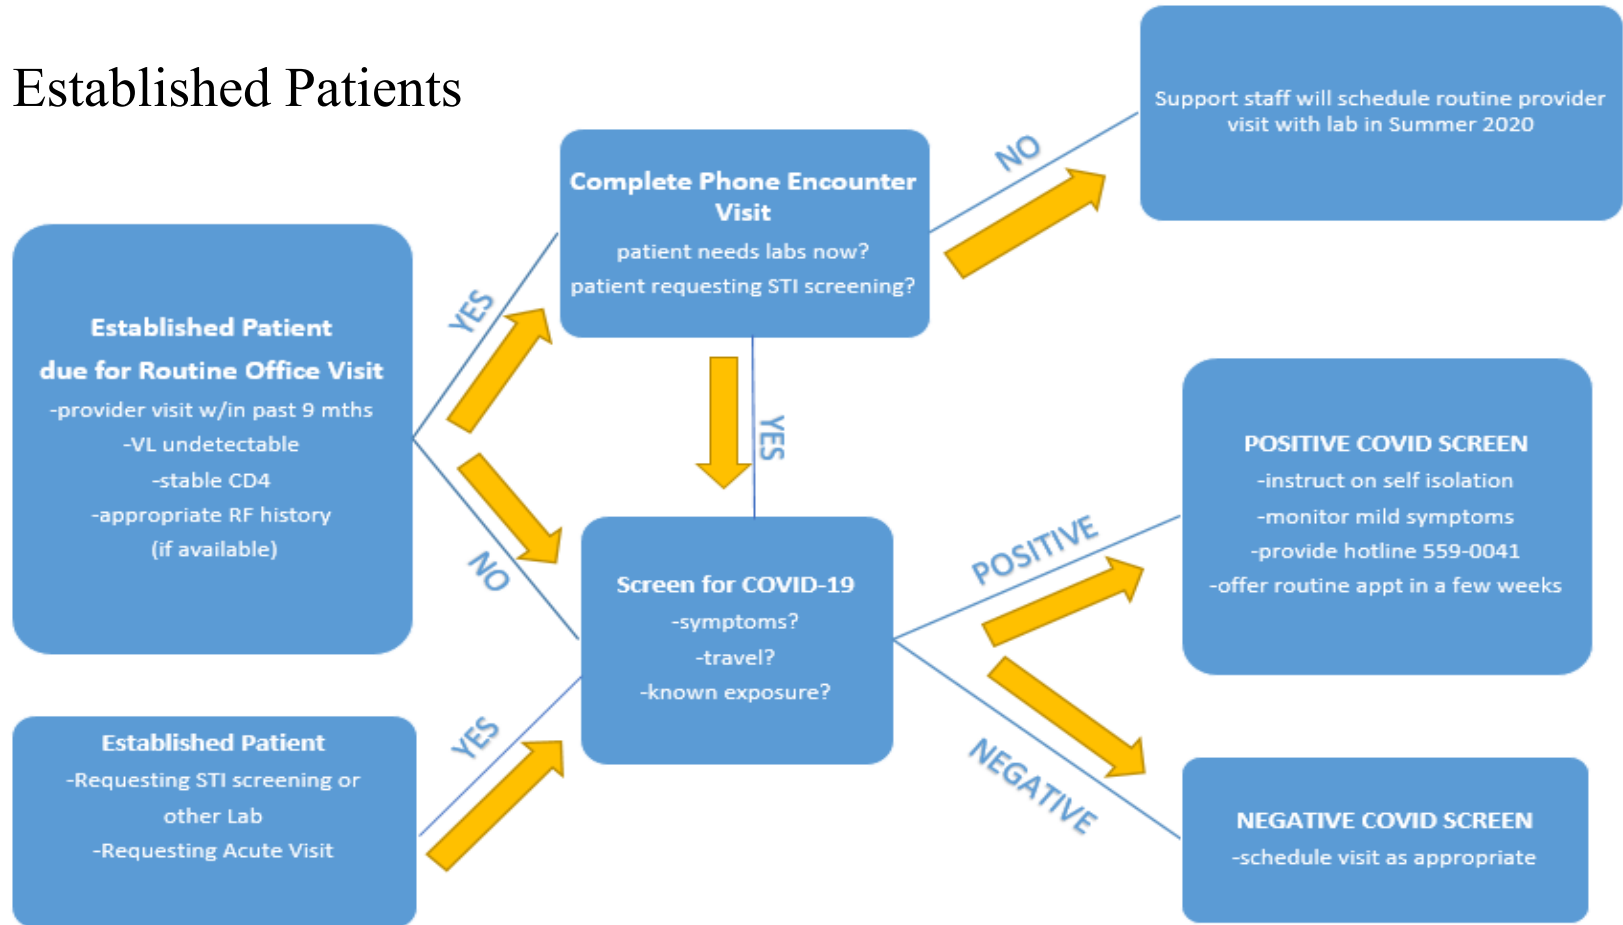 Established Patients
Established Patient
due for Routine Office Visit
-provider visit w/in past 9 mths
-VL undetectable
-stable CD4
-appropriate RF history
(if available)
YES
NO
Complete Phone Encounter
Visit
patient needs labs now?
patient requesting STI screening?
NO
Support staff will schedule routine provider
visit with lab in Summer 2020
YES
Established Patient
-Requesting STI screening or
other Lab
-Requesting Acute Visit
YES
Screen for COVID-19
-symptoms?
-travel?
-known exposure?
POSITIVE
POSITIVE COVID SCREEN
-instruct on self isolation
-monitor mild symptoms
-provide hotline 559-0041
-offer routine appt in a few weeks
NEGATIVE
NEGATIVE COVID SCREEN
-schedule visit as appropriate